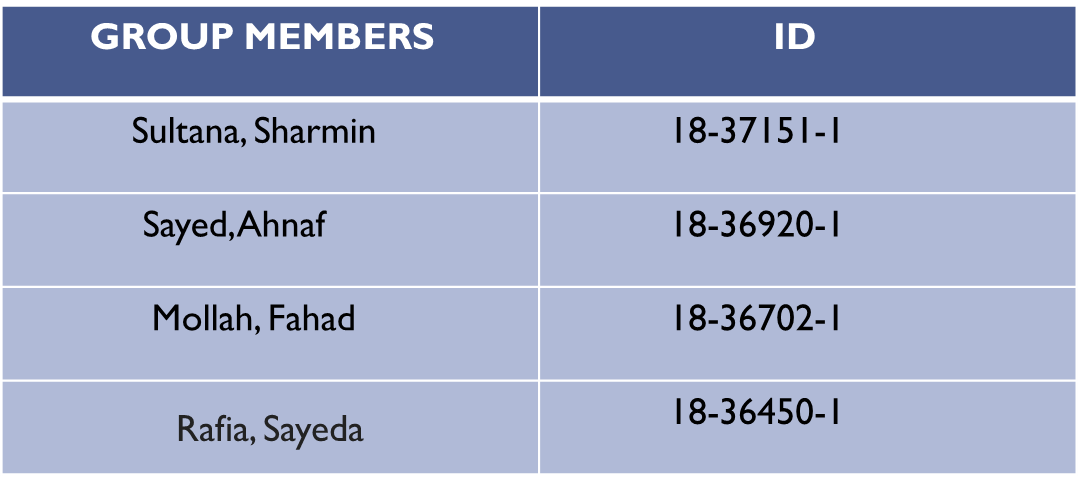 GROUP MEMBERS ID
Sultana, Sharmin 18-37151-1
Sayed,Ahnaf 18-36920-1
Mollah, Fahad 18-36702-1
Rafia, Sayeda 18-36450-1